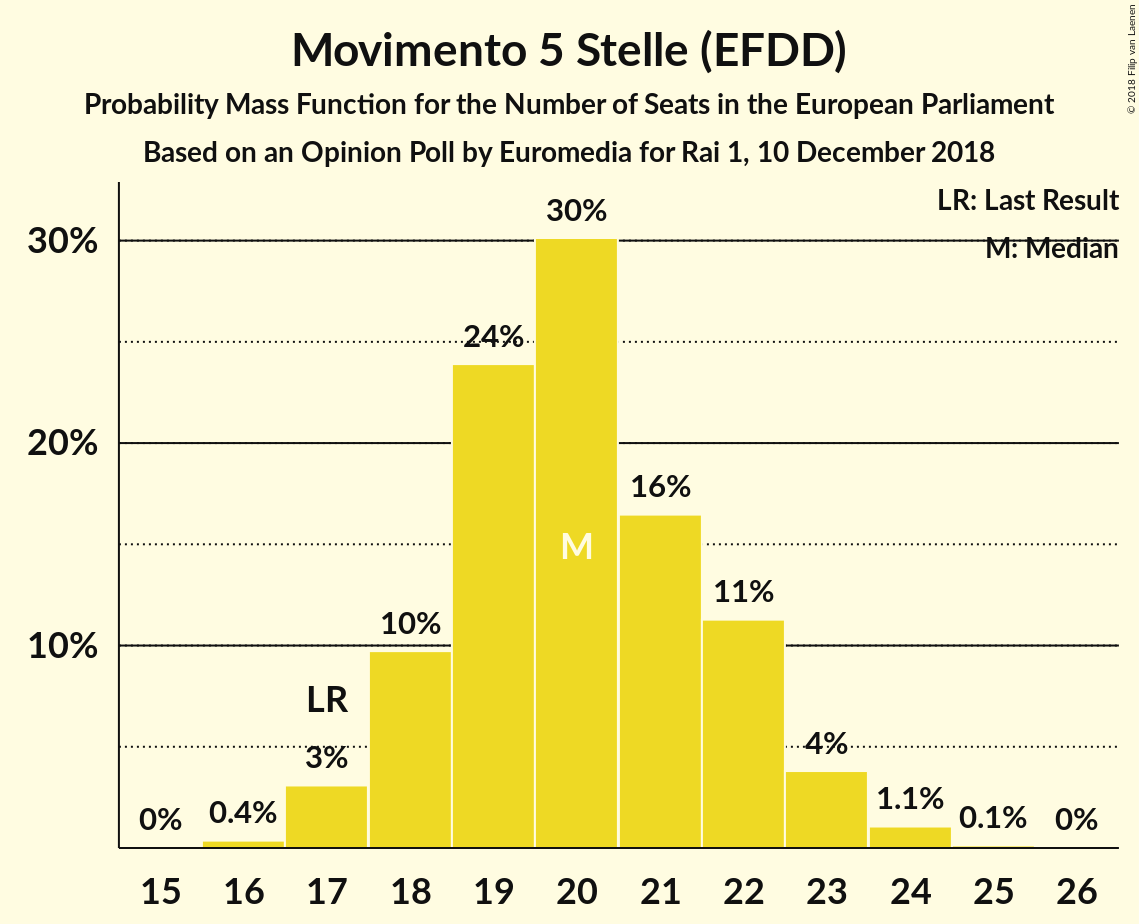 Movimento 5 Stelle (EFDD)
Probability Mass Function for the Number of Seats in the European Parliament
Based on an Opinion Poll by Euromedia for Rai 1, 10 December 2018
© 2018 Filip van Laenen
LR: Last Result
M: Median
30%
20%
10%
0%
0.4%
LR
3%
10%
24%
30%
M
16%
11%
4%
1.1%
0.1%
0%
15 16 17 18 19 20 21 22 23 24 25 26